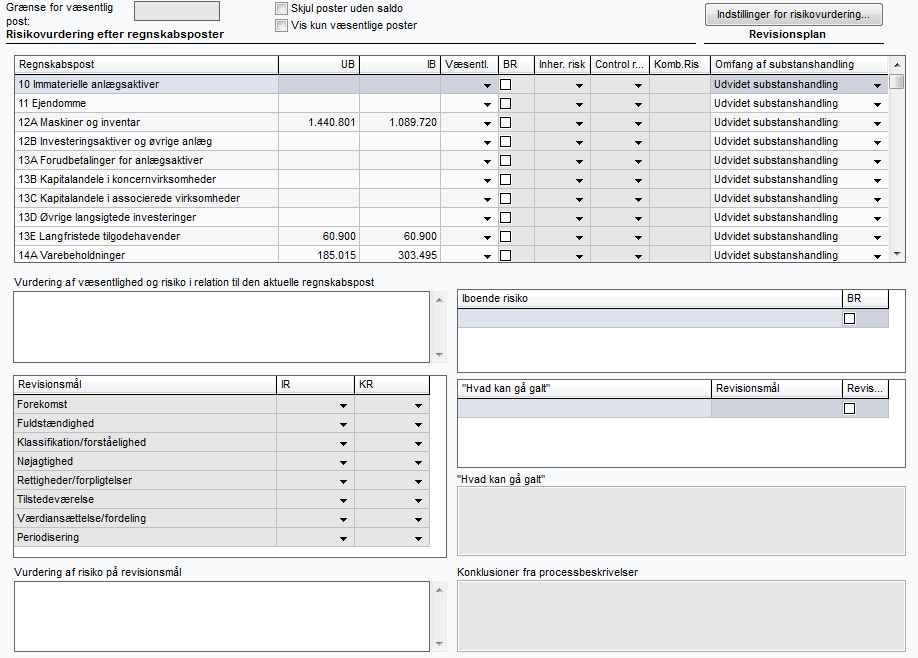 Grænse for væsentlig
post:
Skjul poster uden saldo
Vis kun væsentlige poster
Indstillinger for risikovurdering...
Risikovurdering efter regnskabsposter
Revisionsplan
Regnskabspost UB IB Væsentl. BR Inher. risk Control r... Komb.Ris Omfang af substanshandling
10 Immaterielle anlægsaktiver Udvidet substanshandling
11 Ejendomme Udvidet substanshandling
12A Maskiner og inventar 1.440.801 1.089.720 Udvidet substanshandling
12B Investeringsaktiver og øvrige anlæg Udvidet substanshandling
13A Forudbetalinger for anlægsaktiver Udvidet substanshandling
13B Kapitalandele i koncernvirksomheder Udvidet substanshandling
13C Kapitalandele i associerede virksomheder Udvidet substanshandling
13D Øvrige langsigtede investeringer Udvidet substanshandling
13E Langfristede tilgodehavender 60.900 60.900 Udvidet substanshandling
14A Varebeholdninger 185.015 303.495 Udvidet substanshandling
Vurdering af væsentlighed og risiko i relation til den aktuelle regnskabspost
Iboende risiko BR
Revisionsmål IR KR
Forekomst
Fuldstændighed
Klassifikation/forståelighed
Nøjagtighed
Rettigheder/forpligtelser
Tilstedeværelse
Værdiansættelse/fordeling
Periodisering
"Hvad kan gå galt" Revisionsmål Revis...
"Hvad kan gå galt"
Vurdering af risiko på revisionsmål
Konklusioner fra processbeskrivelser